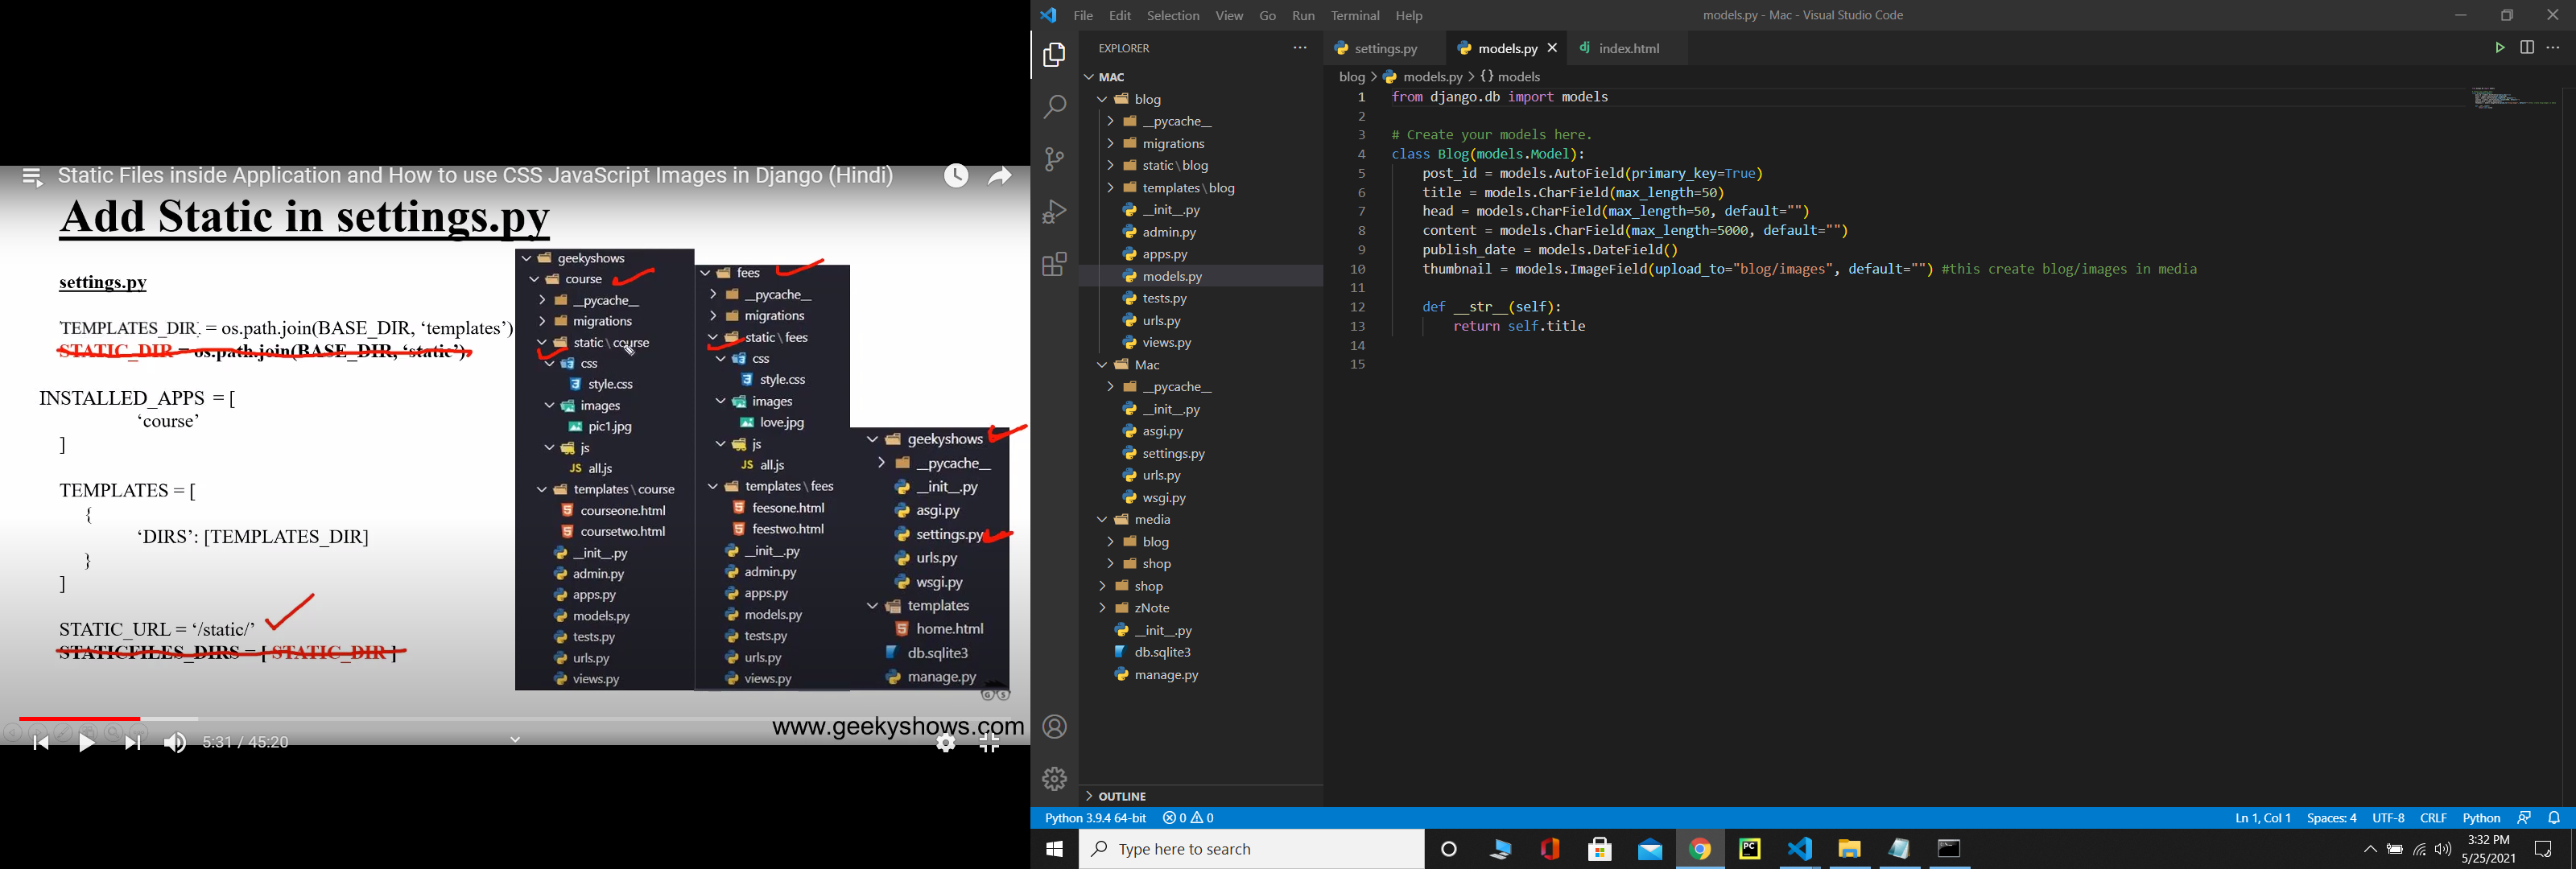 Static Files inside Application and How to use CSS JavaScript Images in Django (Hindi)
Add Static in settings.py
settings.py
TEMPLATES_DIR = os.path.join(BASE_DIR, ‘templates’)
STATIC_DIR = os.path.join(BASE_DIR, ‘static’)
INSTALLED_APPS = [
‘course’
]
TEMPLATES = [
{
‘DIRS’: [TEMPLATES_DIR]
}
]
STATIC_URL = ‘/static/’
STATICFILES_DIRS = [ STATIC_DIR ]
geekyshows
course
__pycache__
migrations
static \ course
css
style.css
images
pic1.jpg
js
JS all.js
templates \ course
courseone.html
coursetwo.html
__init__.py
admin.py
apps.py
models.py
tests.py
urls.py
views.py
fees
__pycache__
migrations
static \ fees
css
style.css
images
love.jpg
js
JS all.js
templates \ fees
feesone.html
feestwo.html
__init__.py
admin.py
apps.py
models.py
tests.py
urls.py
views.py
geekyshows
__pycache__
__init__.py
asgi.py
settings.py
urls.py
wsgi.py
templates
home.html
db.sqlite3
manage.py
www.geekyshows.com
5:31 / 45:20
File Edit Selection View Go Run Terminal Help
models.py - Mac - Visual Studio Code
EXPLORER
MAC
blog
__pycache__
migrations
static \ blog
templates \ blog
__init__.py
admin.py
apps.py
models.py
tests.py
urls.py
views.py
Mac
__pycache__
__init__.py
asgi.py
settings.py
urls.py
wsgi.py
media
blog
shop
shop
zNote
__init__.py
db.sqlite3
manage.py
OUTLINE
settings.py
models.py
dj index.html
blog > models.py > {} models
1 from django.db import models
2
3 # Create your models here.
4 class Blog(models.Model):
5 post_id = models.AutoField(primary_key=True)
6 title = models.CharField(max_length=50)
7 head = models.CharField(max_length=50, default="")
8 content = models.CharField(max_length=5000, default="")
9 publish_date = models.DateField()
10 thumbnail = models.ImageField(upload_to="blog/images", default="") #this create blog/images in media
11
12 def __str__(self):
13 return self.title
14
15
Python 3.9.4 64-bit 0 0
Ln 1, Col 1 Spaces: 4 UTF-8 CRLF Python
Type here to search
PC
3:32 PM
5/25/2021